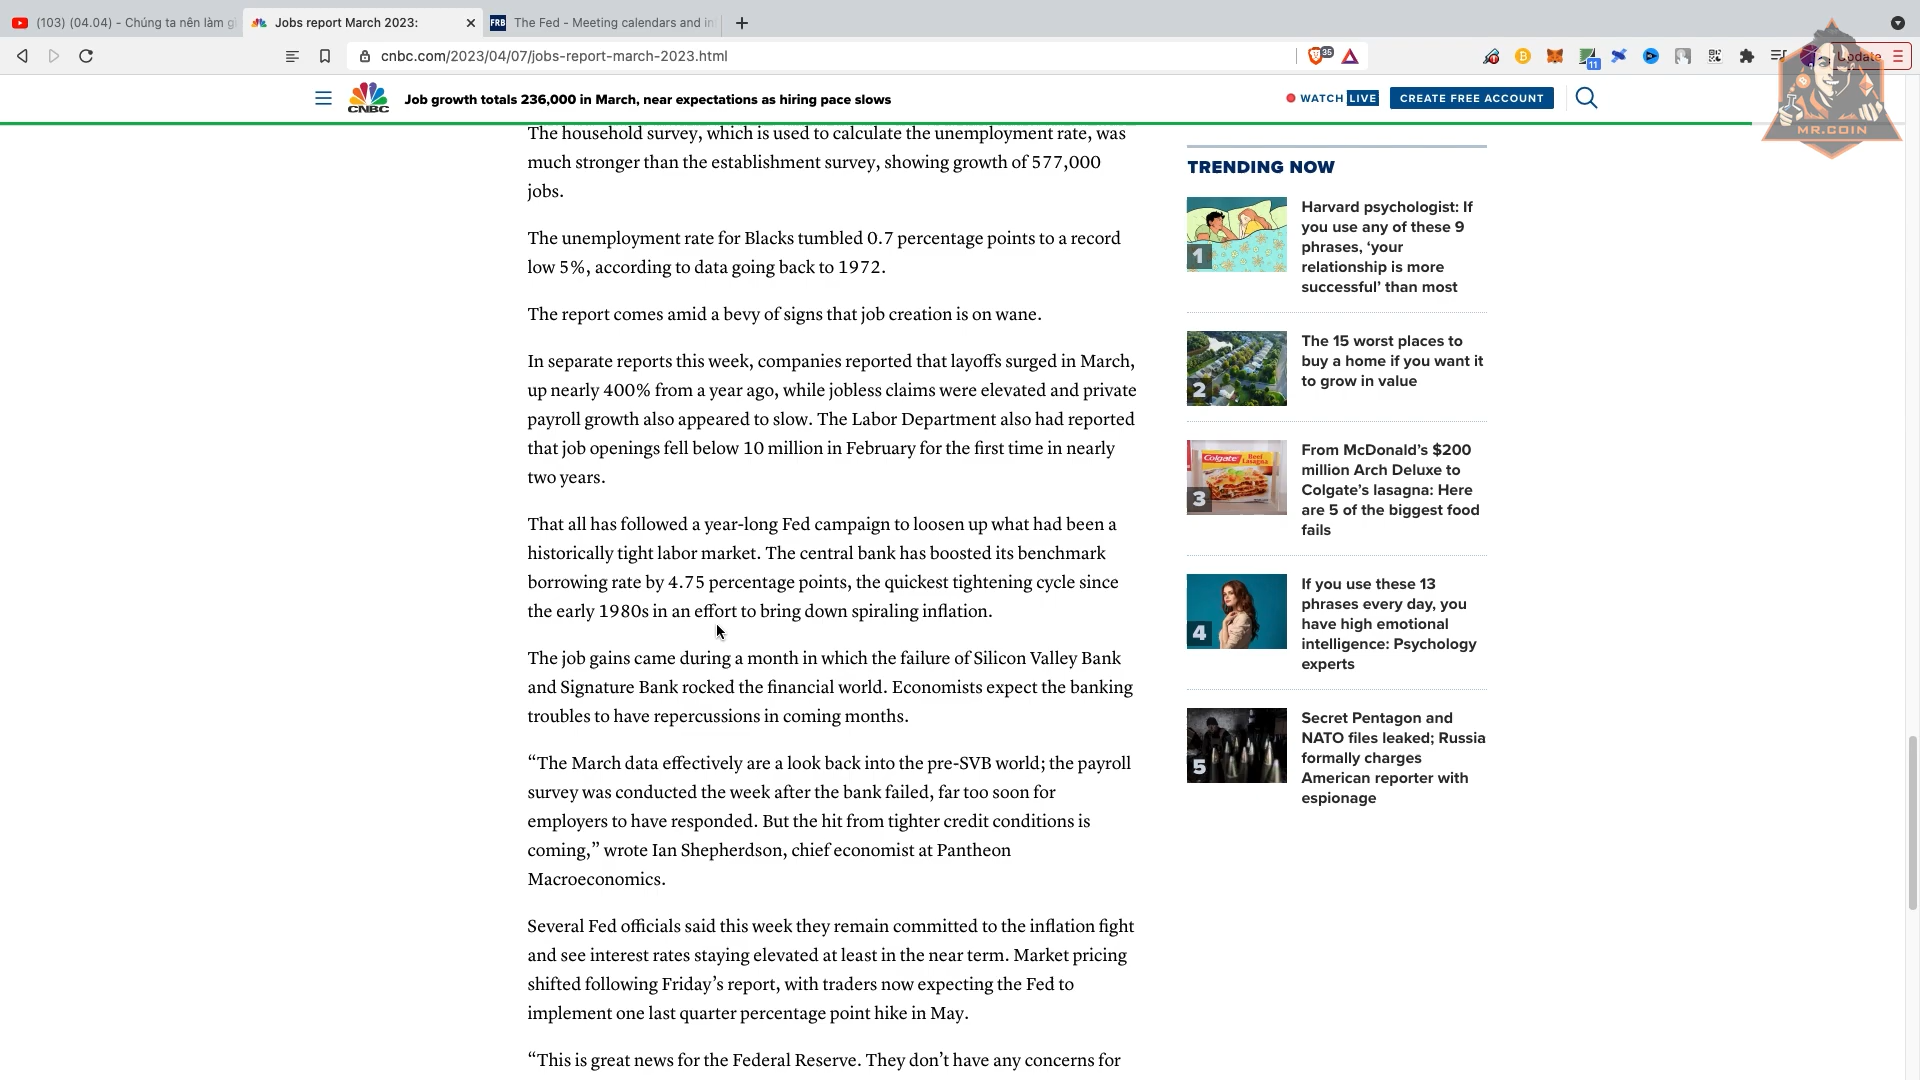 (103) (04.04) - Chúng ta nên làm g
Jobs report March 2023:
FRB
The Fed - Meeting calendars and in
cnbc.com/2023/04/07/jobs-report-march-2023.html
35
11
Update
MR.COIN
CNBC
Job growth totals 236,000 in March, near expectations as hiring pace slows
WATCH LIVE
CREATE FREE ACCOUNT
The household survey, which is used to calculate the unemployment rate, was
much stronger than the establishment survey, showing growth of 577,000
jobs.
The unemployment rate for Blacks tumbled 0.7 percentage points to a record
low 5%, according to data going back to 1972.
The report comes amid a bevy of signs that job creation is on wane.
In separate reports this week, companies reported that layoffs surged in March,
up nearly 400% from a year ago, while jobless claims were elevated and private
payroll growth also appeared to slow. The Labor Department also had reported
that job openings fell below 10 million in February for the first time in nearly
two years.
That all has followed a year-long Fed campaign to loosen up what had been a
historically tight labor market. The central bank has boosted its benchmark
borrowing rate by 4.75 percentage points, the quickest tightening cycle since
the early 1980s in an effort to bring down spiraling inflation.
The job gains came during a month in which the failure of Silicon Valley Bank
and Signature Bank rocked the financial world. Economists expect the banking
troubles to have repercussions in coming months.
“The March data effectively are a look back into the pre-SVB world; the payroll
survey was conducted the week after the bank failed, far too soon for
employers to have responded. But the hit from tighter credit conditions is
coming,” wrote Ian Shepherdson, chief economist at Pantheon
Macroeconomics.
Several Fed officials said this week they remain committed to the inflation fight
and see interest rates staying elevated at least in the near term. Market pricing
shifted following Friday’s report, with traders now expecting the Fed to
implement one last quarter percentage point hike in May.
“This is great news for the Federal Reserve. They don’t have any concerns for
TRENDING NOW
1
Harvard psychologist: If
you use any of these 9
phrases, ‘your
relationship is more
successful’ than most
2
The 15 worst places to
buy a home if you want it
to grow in value
Colgate
Beef
Lasagna
3
From McDonald’s $200
million Arch Deluxe to
Colgate’s lasagna: Here
are 5 of the biggest food
fails
4
If you use these 13
phrases every day, you
have high emotional
intelligence: Psychology
experts
5
Secret Pentagon and
NATO files leaked; Russia
formally charges
American reporter with
espionage